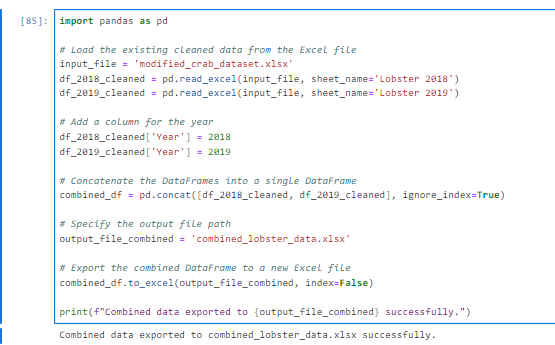 [85]: import pandas as pd
# Load the existing cleaned data from the Excel file
input_file = 'modified_crab_dataset.xlsx'
df_2018_cleaned = pd.read_excel(input_file, sheet_name='Lobster 2018')
df_2019_cleaned = pd.read_excel(input_file, sheet_name='Lobster 2019')
# Add a column for the year
df_2018_cleaned['Year'] = 2018
df_2019_cleaned['Year'] = 2019
# Concatenate the DataFrames into a single DataFrame
combined_df = pd.concat([df_2018_cleaned, df_2019_cleaned], ignore_index=True)
# Specify the output file path
output_file_combined = 'combined_lobster_data.xlsx'
# Export the combined DataFrame to a new Excel file
combined_df.to_excel(output_file_combined, index=False)
print(f"Combined data exported to {output_file_combined} successfully.")
Combined data exported to combined_lobster_data.xlsx successfully.